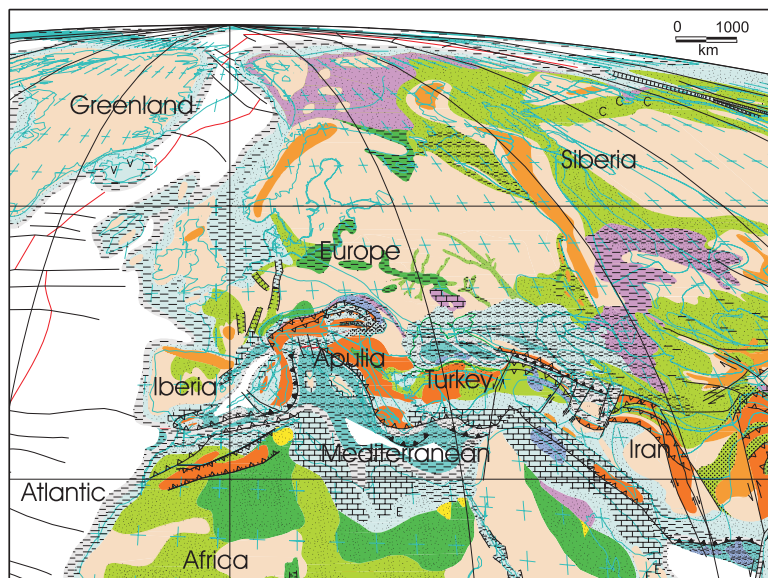 0 1000
km
Greenland
C C C
Siberia
V V
V
Europe
Apulia
Iberia
Turkey
Mediterranean
Iran
Atlantic
E
E
Africa